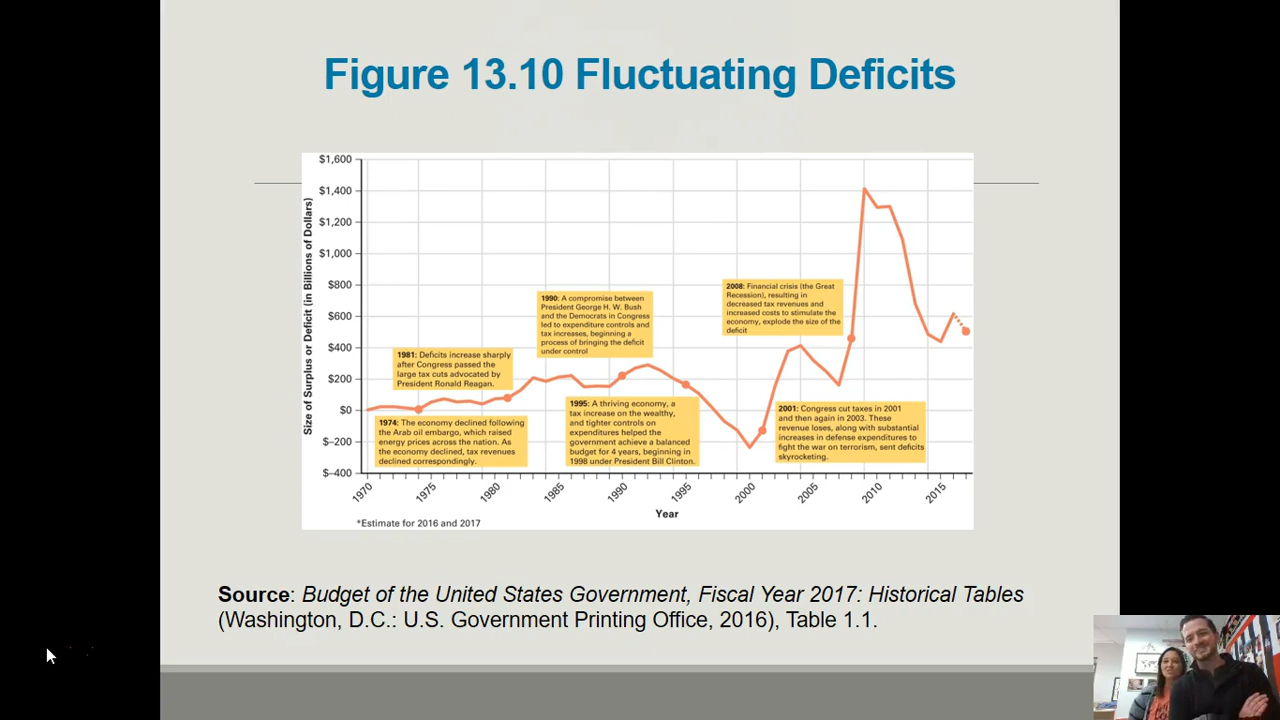 Figure 13.10 Fluctuating Deficits
$1,600
$1,400
$1,200
$1,000
$800
$600
$400
$200
$0
$–200
$–400
Size of Surplus or Deficit (in Billions of Dollars)
1981: Deficits increase sharply
after Congress passed the
large tax cuts advocated by
President Ronald Reagan.
1974: The economy declined following
the Arab oil embargo, which raised
energy prices across the nation. As
the economy declined, tax revenues
declined correspondingly.
1990: A compromise between
President George H. W. Bush
and the Democrats in Congress
led to expenditure controls and
tax increases, beginning a
process of bringing the deficit
under control
1995: A thriving economy, a
tax increase on the wealthy,
and tighter controls on
expenditures helped the
government achieve a balanced
budget for 4 years, beginning in
1998 under President Bill Clinton.
2008: Financial crisis (the Great
Recession), resulting in
decreased tax revenues and
increased costs to stimulate the
economy, explode the size of the
deficit
2001: Congress cut taxes in 2001
and then again in 2003. These
revenue loses, along with substantial
increases in defense expenditures to
fight the war on terrorism, sent deficits
skyrocketing.
1970
1975
1980
1985
1990
1995
2000
2005
2010
2015
Year
*Estimate for 2016 and 2017
Source: Budget of the United States Government, Fiscal Year 2017: Historical Tables
(Washington, D.C.: U.S. Government Printing Office, 2016), Table 1.1.